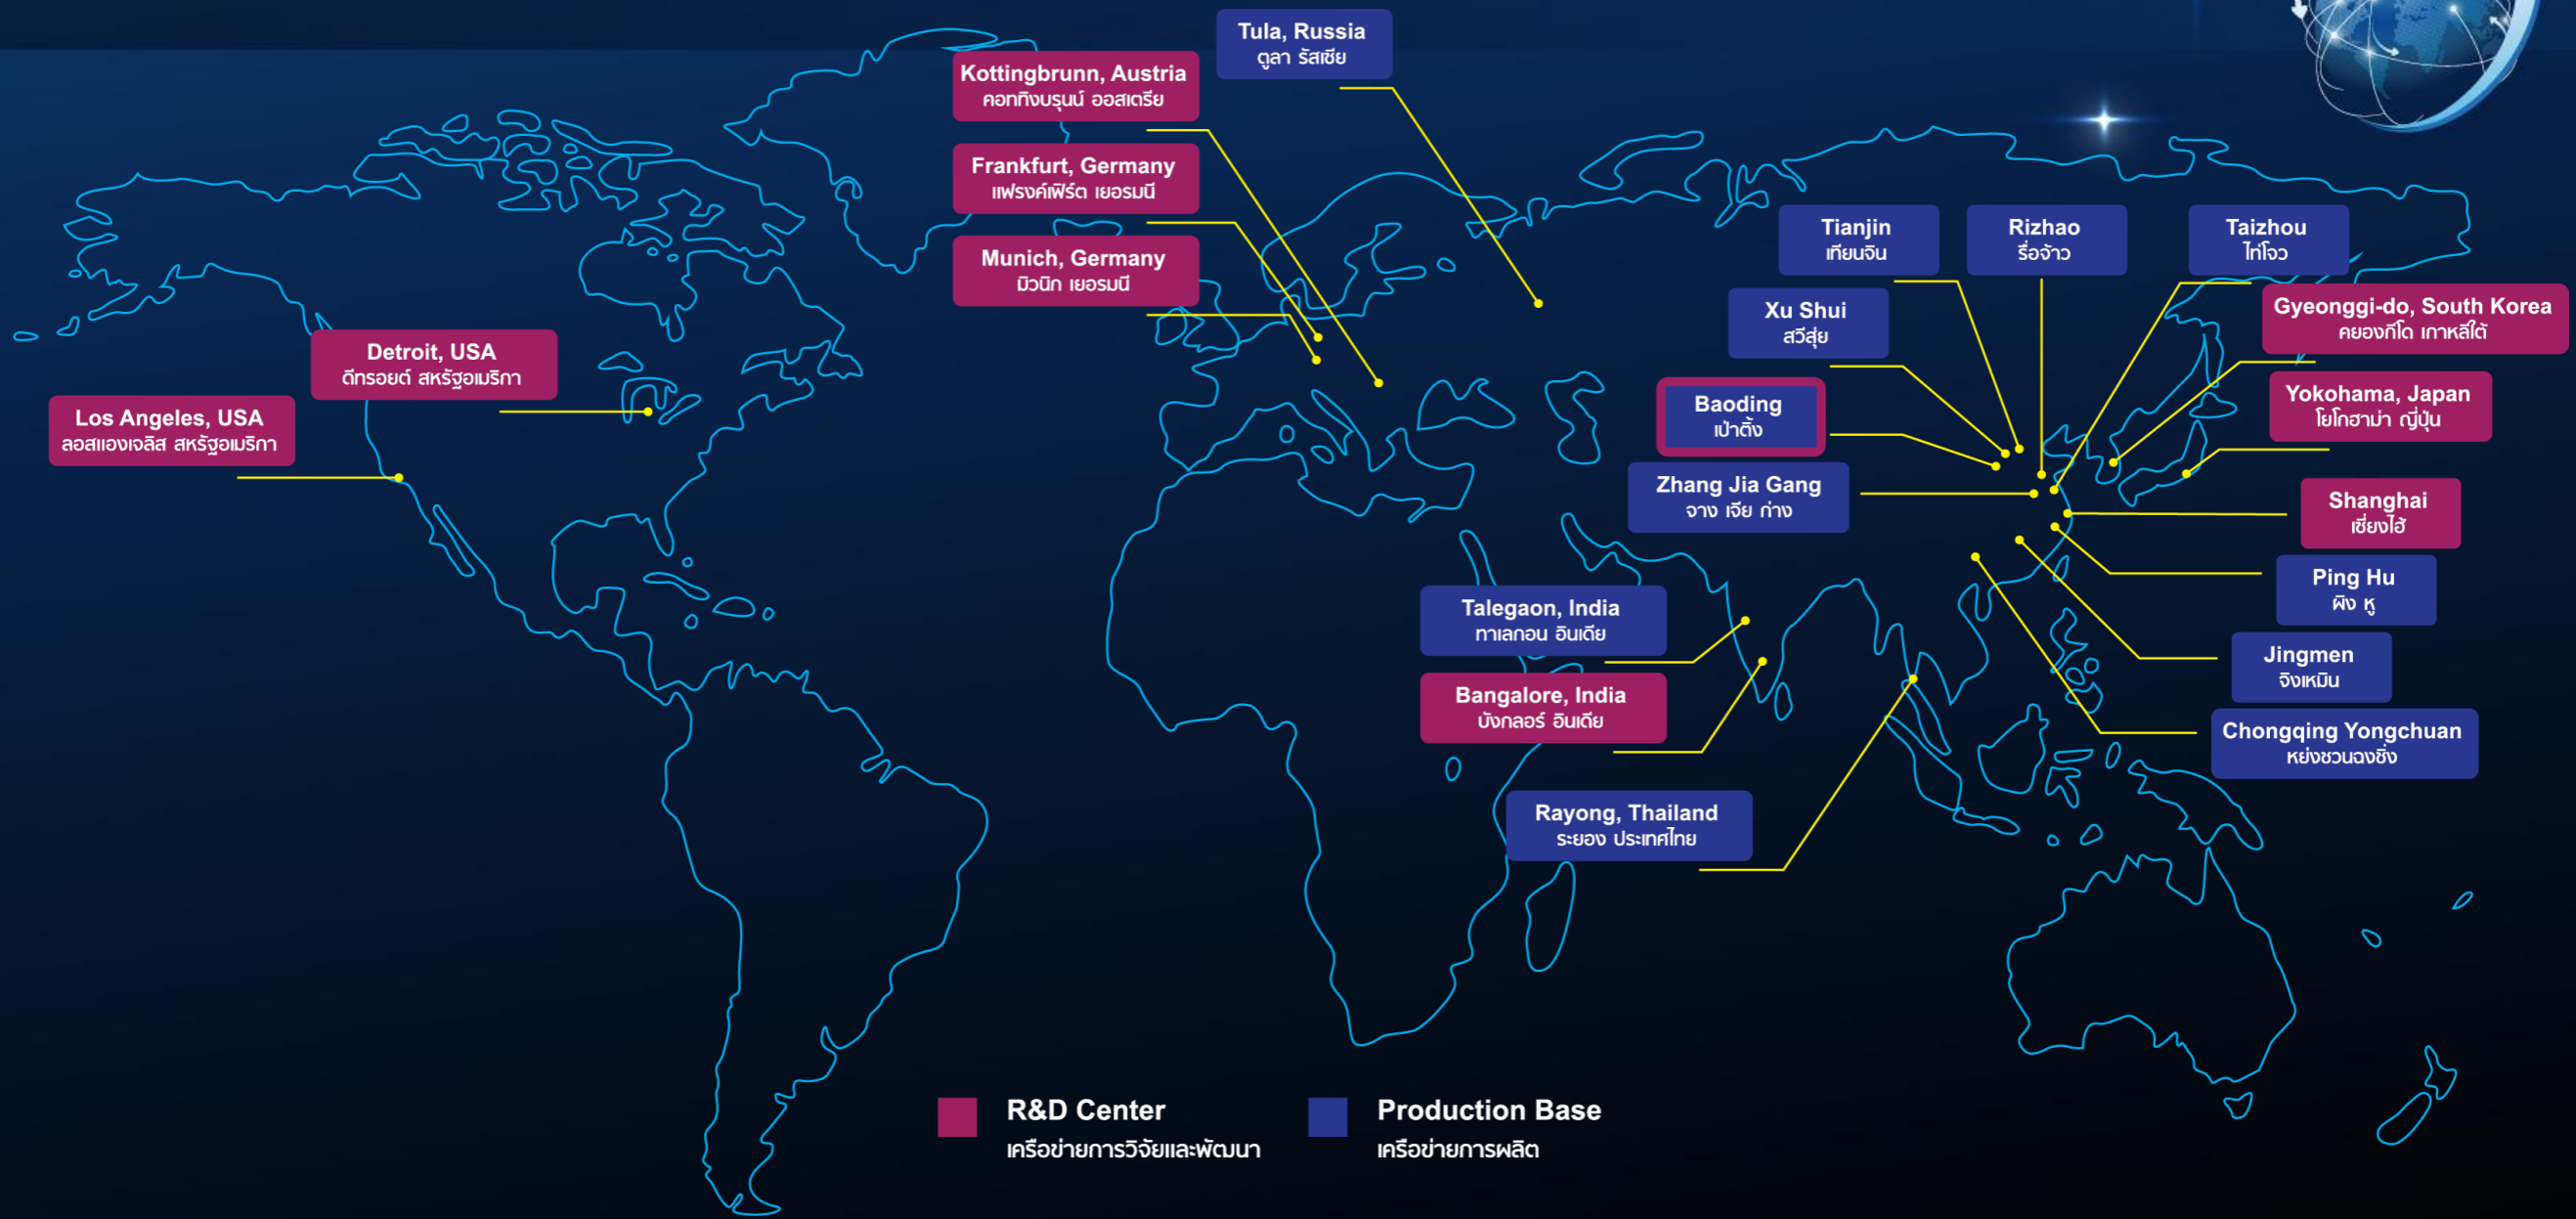 Tula, Russia
ตูลา รัสเซีย
Kottingbrunn, Austria
คอททิงบรุนน์ ออสเตรีย
Frankfurt, Germany
แฟรงค์เฟิร์ต เยอรมนี
Munich, Germany
มิวนิก เยอรมนี
Detroit, USA
ดีทรอยต์ สหรัฐอเมริกา
Los Angeles, USA
ลอสแองเจลิส สหรัฐอเมริกา
Tianjin
เทียนจิน
Rizhao
รื่อจ้าว
Taizhou
ไท่โจว
Xu Shui
สวีสุ่ย
Gyeonggi-do, South Korea
คยองกีโด เกาหลีใต้
Baoding
เป่าติ้ง
Yokohama, Japan
โยโกฮาม่า ญี่ปุ่น
Zhang Jia Gang
จาง เจีย ก่าง
Shanghai
เซี่ยงไฮ้
Ping Hu
ผิง หู
Talegaon, India
ทาเลกอน อินเดีย
Jingmen
จิงเหมิน
Bangalore, India
บังกลอร์ อินเดีย
Chongqing Yongchuan
หย่งชวนฉงชิ่ง
Rayong, Thailand
ระยอง ประเทศไทย
R&D Center
เครือข่ายการวิจัยและพัฒนา
Production Base
เครือข่ายการผลิต